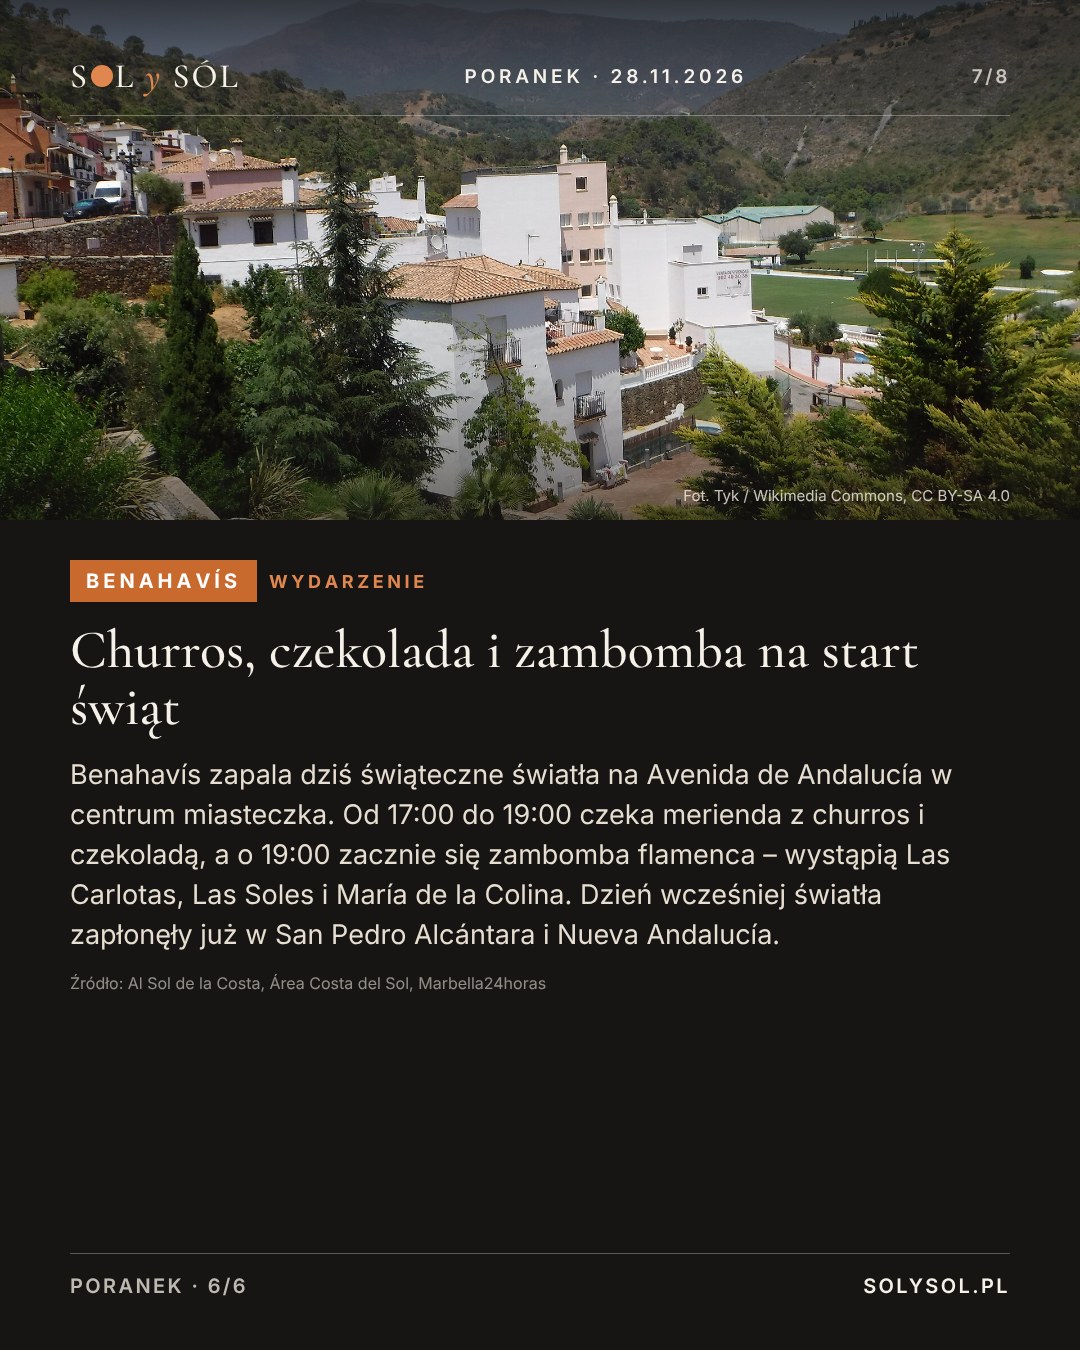 SOL y SÓL
PORANEK · 28.11.2026
7/8
Fot. Tyk / Wikimedia Commons, CC BY-SA 4.0
BENAHAVÍS
WYDARZENIE
Churros, czekolada i zambomba na start
świąt
Benahavís zapala dziś świąteczne światła na Avenida de Andalucía w
centrum miasteczka. Od 17:00 do 19:00 czeka merienda z churros i
czekoladą, a o 19:00 zacznie się zambomba flamenca – wystąpią Las
Carlotas, Las Soles i María de la Colina. Dzień wcześniej światła
zapłonęły już w San Pedro Alcántara i Nueva Andalucía.
Źródło: Al Sol de la Costa, Área Costa del Sol, Marbella24horas
PORANEK · 6/6
SOLYSOL.PL